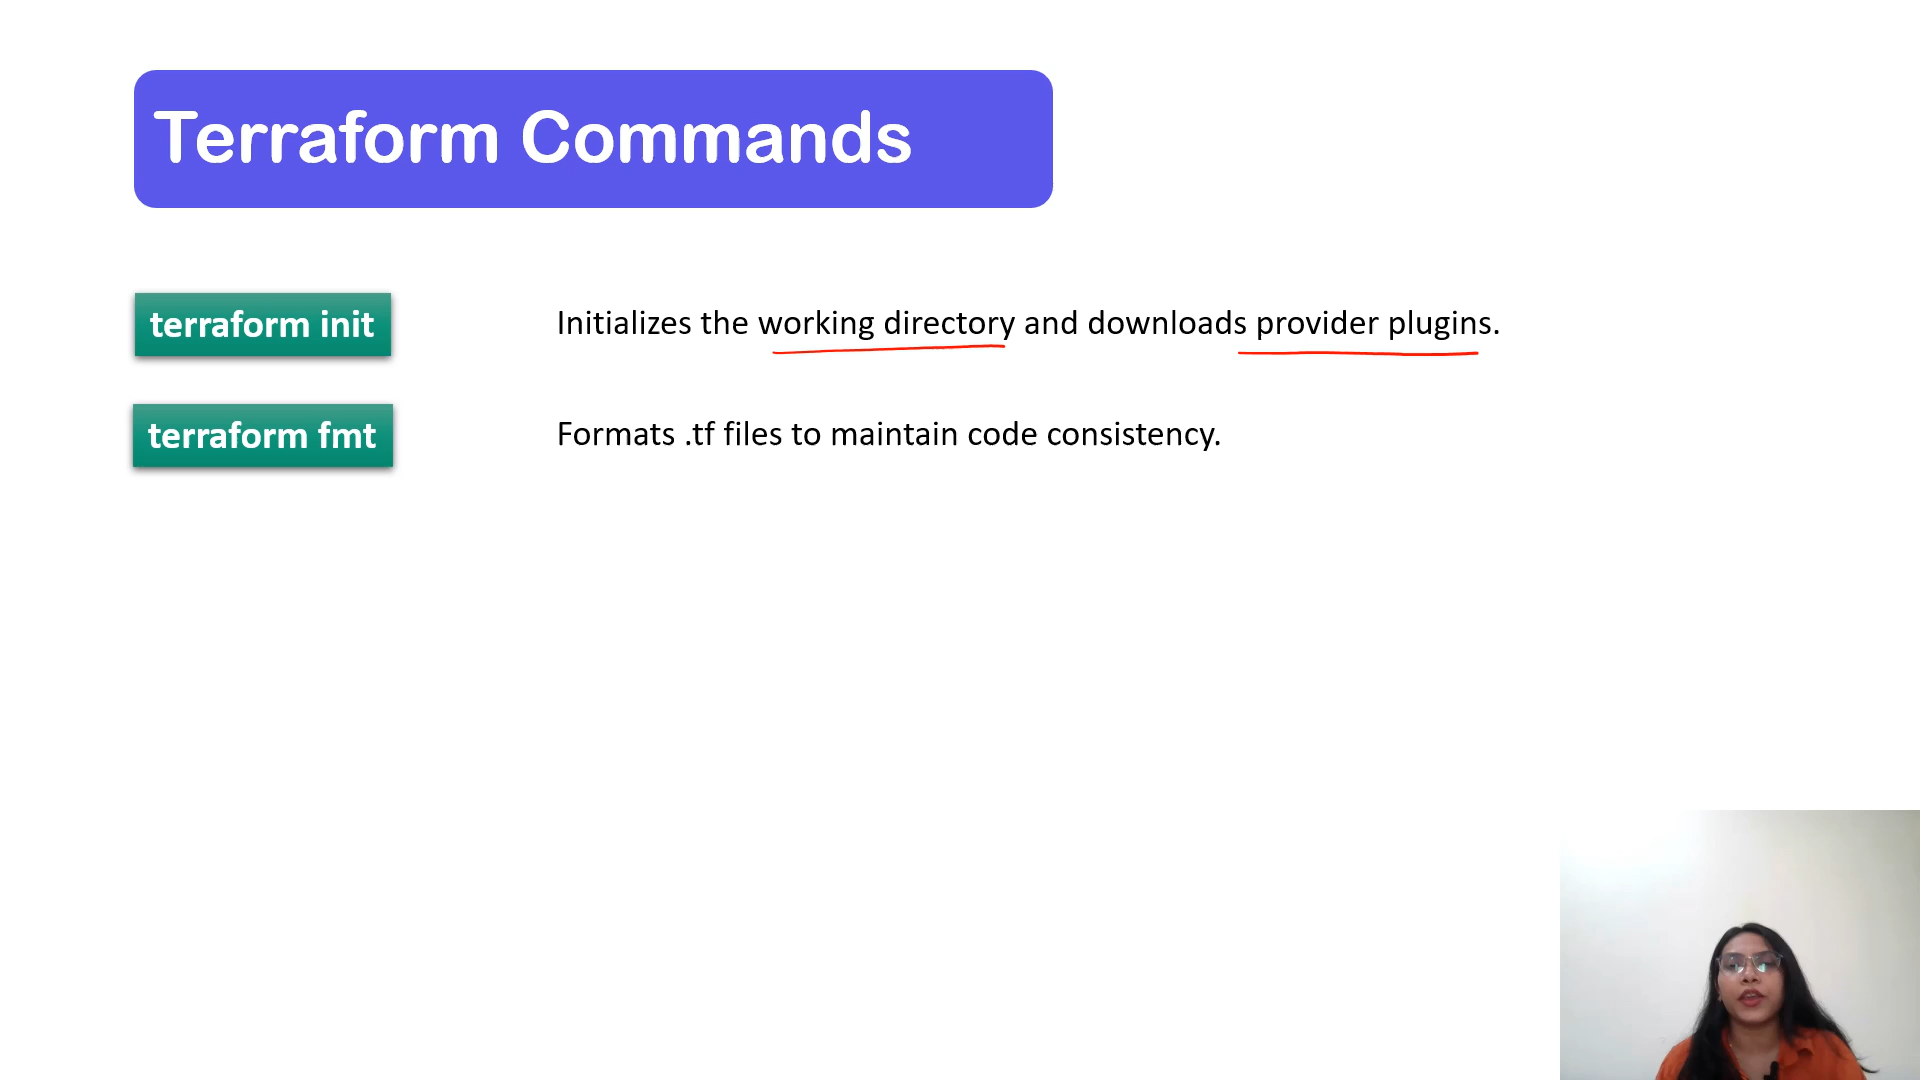 Terraform Commands
terraform init
Initializes the working directory and downloads provider plugins.
terraform fmt
Formats .tf files to maintain code consistency.